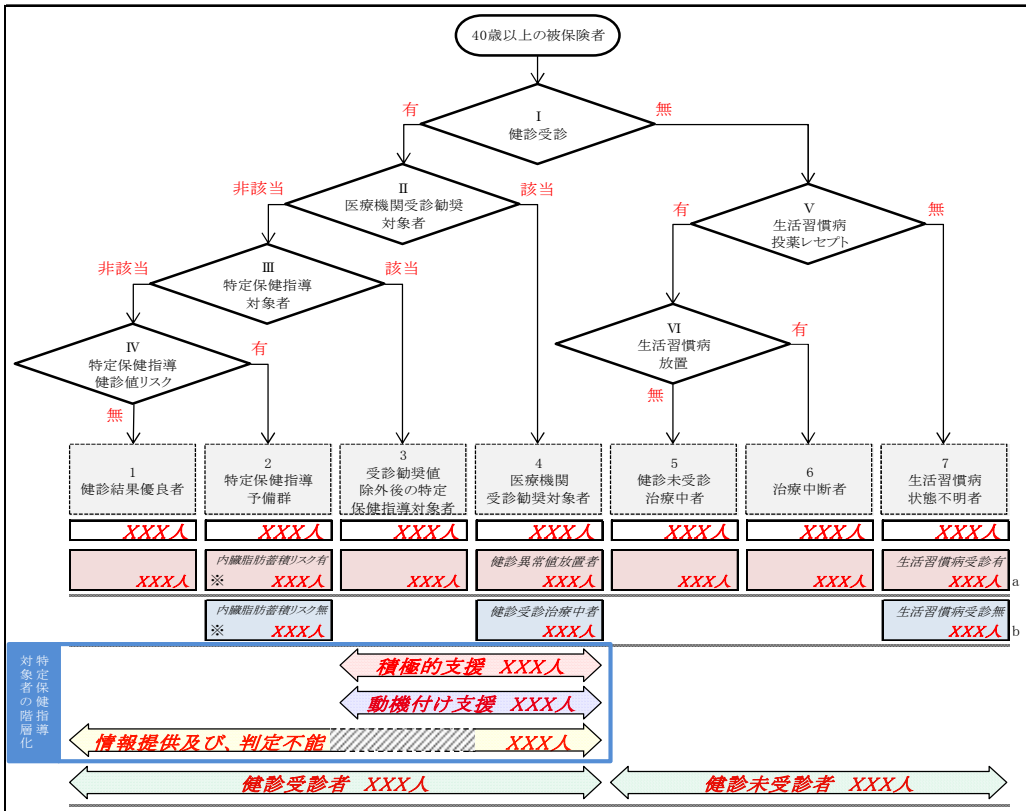 40歳以上の被保険者
Ⅰ
健診受診
有
無
Ⅱ
医療機関受診勧奨
対象者
非該当
該当
Ⅴ
生活習慣病
投薬レセプト
有
無
Ⅲ
特定保健指導
対象者
非該当
該当
Ⅳ
特定保健指導
健診値リスク
有
無
Ⅵ
生活習慣病
放置
有
無
1
健診結果優良者
2
特定保健指導
予備群
3
受診勧奨値
除外後の特定
保健指導対象者
4
医療機関
受診勧奨対象者
5
健診未受診
治療中者
6
治療中断者
7
生活習慣病
状態不明者
XXX人
XXX人
XXX人
XXX人
XXX人
XXX人
XXX人
XXX人
内臓脂肪蓄積リスク有
※ XXX人
XXX人
健診異常値放置者
XXX人
XXX人
XXX人
生活習慣病受診有
XXX人
a
内臓脂肪蓄積リスク無
※ XXX人
健診受診治療中者
XXX人
生活習慣病受診無
XXX人
b
特定保健指導
対象者の階層化
積極的支援 XXX人
動機付け支援 XXX人
情報提供及び、判定不能 XXX人
健診受診者 XXX人
健診未受診者 XXX人